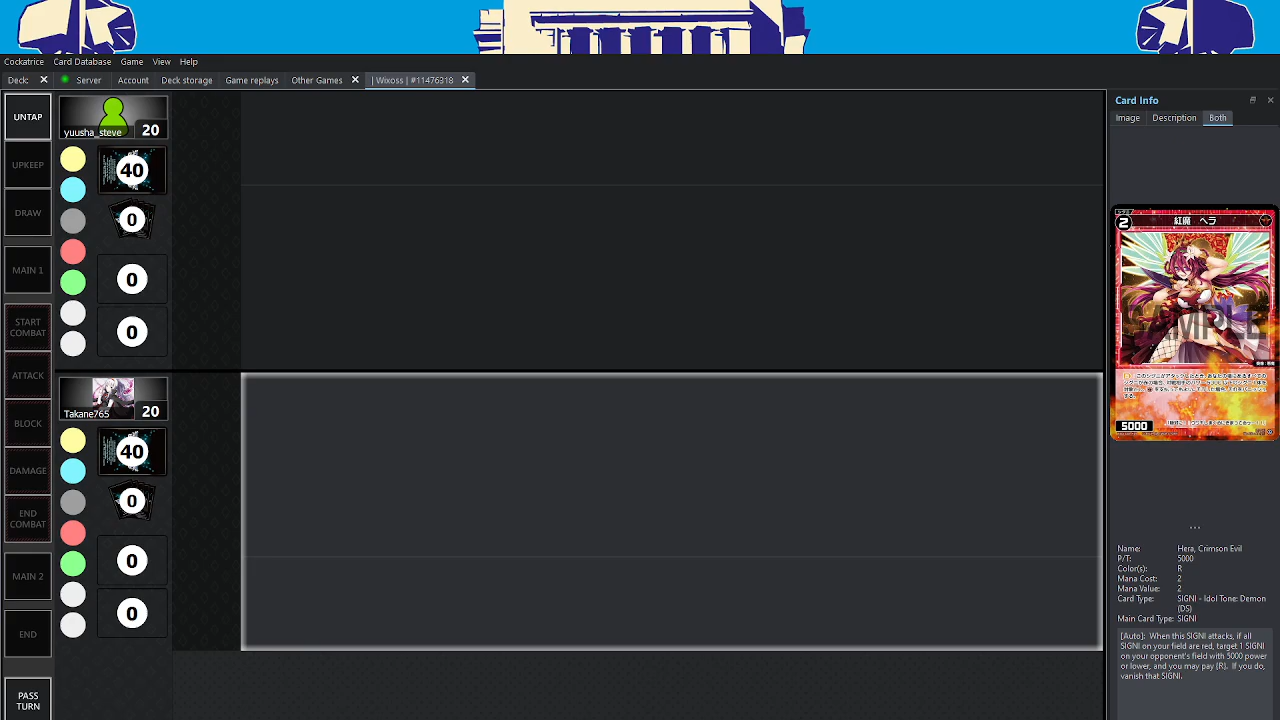 Cockatrice Card Database Game View Help
Deck: Server Account Deck storage Game replays Other Games | Wixoss | #11476318
UNTAP
UPKEEP
DRAW
MAIN 1
START
COMBAT
ATTACK
BLOCK
DAMAGE
END
COMBAT
MAIN 2
END
PASS
TURN
yuusha_steve 20
40
0
0
0
Takane765 20
40
0
0
0
Card Info
Image Description Both
2 紅魔 ヘラ
SAMPLE
5000
...
Name: Hera, Crimson Evil
P/T: 5000
Color(s): R
Mana Cost: 2
Mana Value: 2
Card Type: SIGNI - Idol Tone: Demon
(DS)
Main Card Type: SIGNI
[Auto]: When this SIGNI attacks, if all
SIGNI on your field are red, target 1 SIGNI
on your opponent's field with 5000 power
or lower, and you may pay {R}. If you do,
vanish that SIGNI.